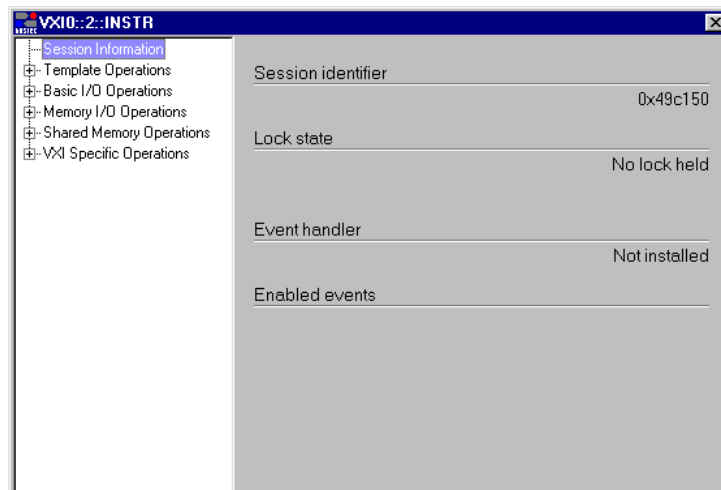 VXI0::2::INSTR
Session Information
Template Operations
Basic I/O Operations
Memory I/O Operations
Shared Memory Operations
VXI Specific Operations
Session identifier
0x49c150
Lock state
No lock held
Event handler
Not installed
Enabled events